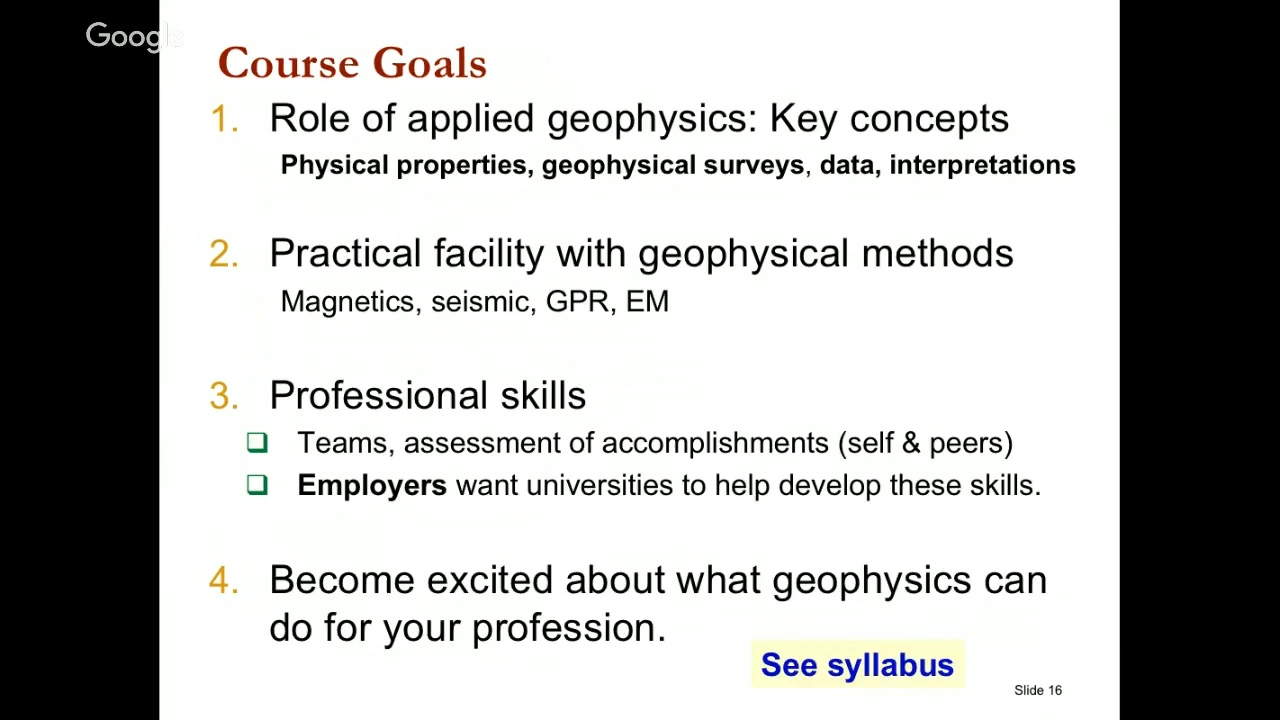 Google
Course Goals
1. Role of applied geophysics: Key concepts
Physical properties, geophysical surveys, data, interpretations
2. Practical facility with geophysical methods
Magnetics, seismic, GPR, EM
3. Professional skills
❑ Teams, assessment of accomplishments (self & peers)
❑ Employers want universities to help develop these skills.
4. Become excited about what geophysics can
do for your profession.
See syllabus
Slide 16